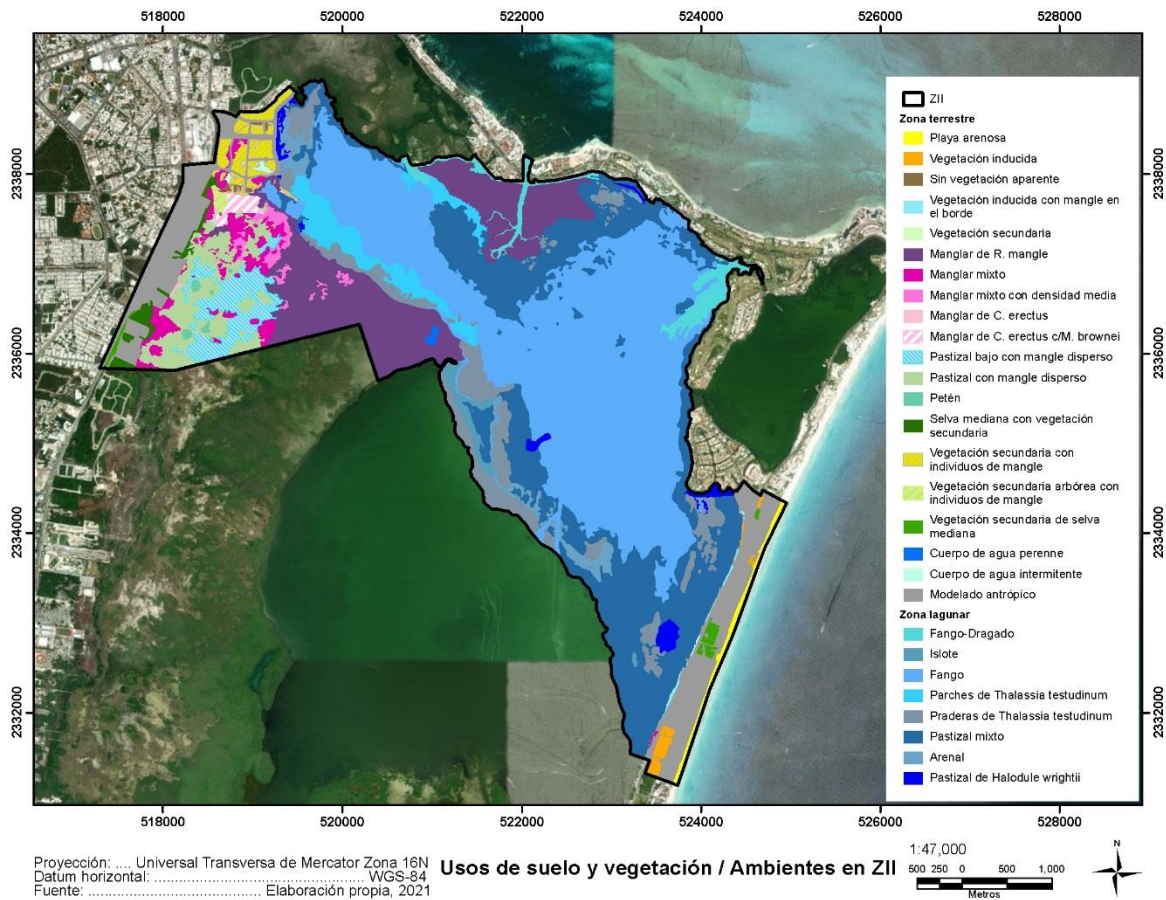 518000 520000 522000 524000 526000 528000
2338000 2338000
2336000 2336000
2334000 2334000
2332000 2332000
518000 520000 522000 524000 526000 528000
ZII
Zona terrestre
Playa arenosa
Vegetación inducida
Sin vegetación aparente
Vegetación inducida con mangle en
el borde
Vegetación secundaria
Manglar de R. mangle
Manglar mixto
Manglar mixto con densidad media
Manglar de C. erectus
Manglar de C. erectus c/M. brownei
Pastizal bajo con mangle disperso
Pastizal con mangle disperso
Petén
Selva mediana con vegetación
secundaria
Vegetación secundaria con
individuos de mangle
Vegetación secundaria arbórea con
individuos de mangle
Vegetación secundaria de selva
mediana
Cuerpo de agua perenne
Cuerpo de agua intermitente
Modelado antrópico
Zona lagunar
Fango-Dragado
Islote
Fango
Parches de Thalassia testudinum
Praderas de Thalassia testudinum
Pastizal mixto
Arenal
Pastizal de Halodule wrightii
Proyección: .... Universal Transversa de Mercator Zona 16N
Datum horizontal: ........................................ WGS-84
Fuente: ................................ Elaboración propia, 2021
Usos de suelo y vegetación / Ambientes en ZII
1:47,000
500 250 0 500 1,000
Metros
N